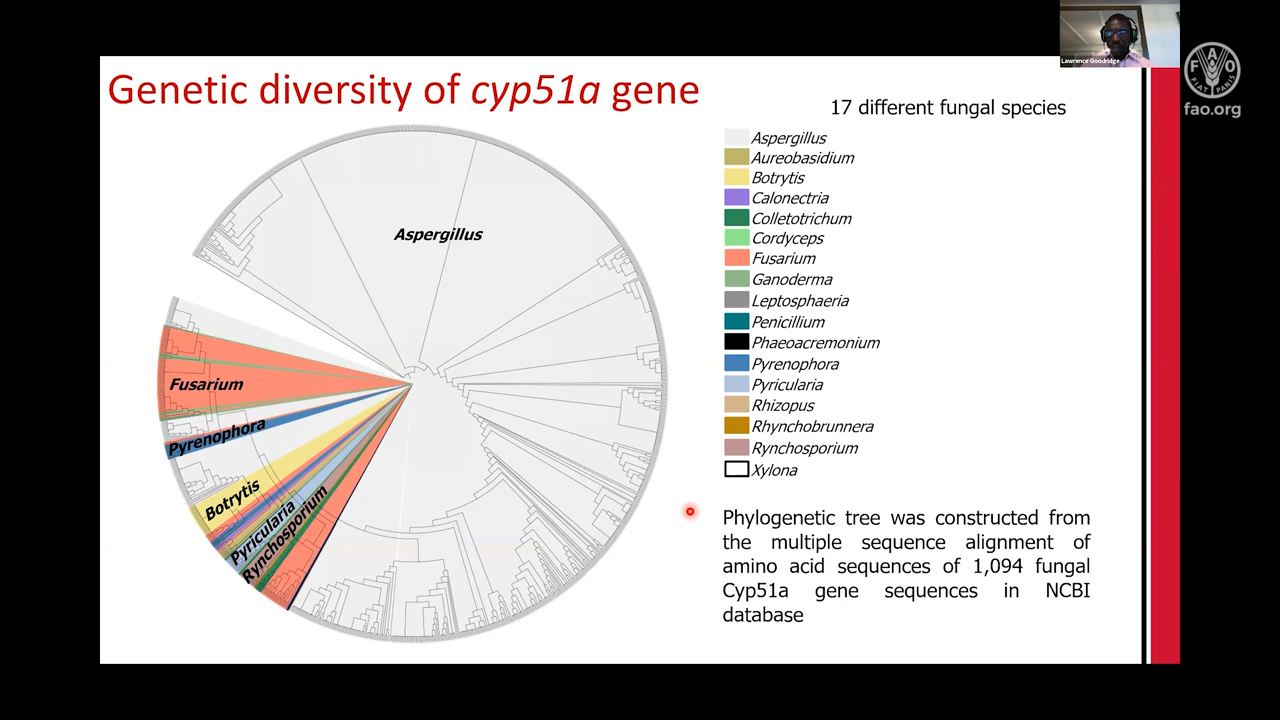 Lawrence Goodridge
FAO
FIAT PANIS
fao.org
Genetic diversity of cyp51a gene
17 different fungal species
Aspergillus
Aureobasidium
Botrytis
Calonectria
Colletotrichum
Cordyceps
Fusarium
Ganoderma
Leptosphaeria
Penicillium
Phaeoacremonium
Pyrenophora
Pyricularia
Rhizopus
Rhynchobrunnera
Rynchosporium
Xylona
Aspergillus
Fusarium
Pyrenophora
Botrytis
Pyricularia
Rynchosporium
Phylogenetic tree was constructed from
the multiple sequence alignment of
amino acid sequences of 1,094 fungal
Cyp51a gene sequences in NCBI
database